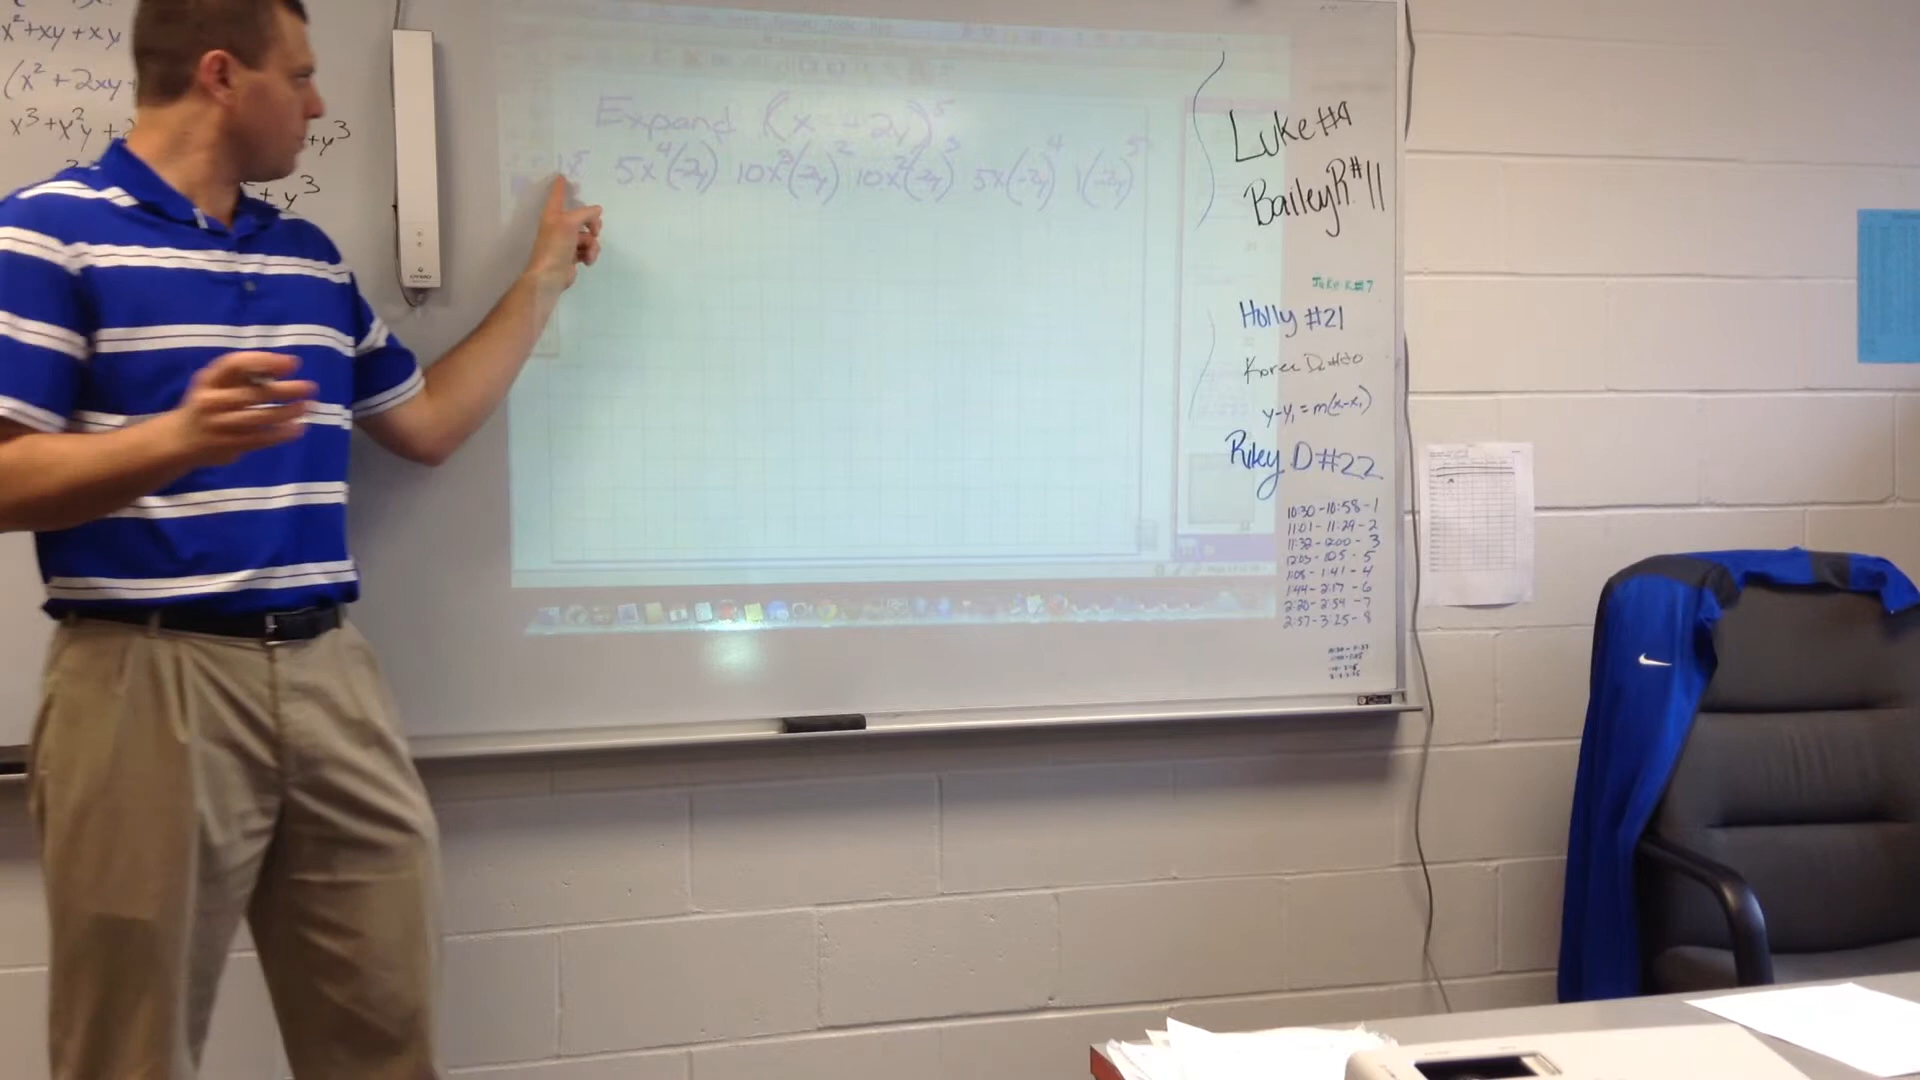 x²+xy+xy
(x²+2xy+
x³+x²y+2
+y³
+y³
Expand (x-2y)⁵
1x⁵ 5x⁴(-2y) 10x³(-2y)² 10x²(-2y)³ 5x(-2y)⁴ 1(-2y)⁵
Luke #9
Bailey R. #11
Jake K #7
Holly #21
y-y₁=m(x-x₁)
Riley D #22
10:30-10:58-1
11:01-11:29-2
11:32-12:00-3
12:03-1:05-5
1:08-1:41-4
1:44-2:17-6
2:20-2:54-7
2:57-3:25-8